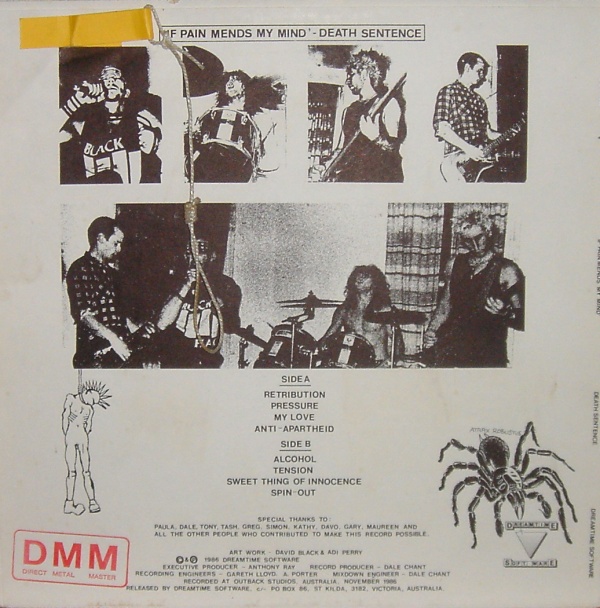 'IF PAIN MENDS MY MIND' - DEATH SENTENCE
BLACK
SIDE A
RETRIBUTION
PRESSURE
MY LOVE
ANTI-APARTHEID
SIDE B
ALCOHOL
TENSION
SWEET THING OF INNOCENCE
SPIN-OUT
SPECIAL THANKS TO:
PAULA, DALE, TONY, TASH, GREG, SIMON, KATHY, DAVO, GARY, MAUREEN AND
ALL THE OTHER PEOPLE WHO CONTRIBUTED TO MAKE THIS RECORD POSSIBLE.
ART WORK - DAVID BLACK & ADI PERRY
Ⓟ & © 1986 DREAMTIME SOFTWARE
EXECUTIVE PRODUCER - ANTHONY RAY RECORD PRODUCER - DALE CHANT
RECORDING ENGINEERS - GARETH LLOYD, A. PORTER MIXDOWN ENGINEER - DALE CHANT
RECORDED AT OUTBACK STUDIOS, AUSTRALIA, NOVEMBER 1986
RELEASED BY DREAMTIME SOFTWARE, c/- PO BOX 86, ST KILDA, 3182, VICTORIA, AUSTRALIA.
DMM
DIRECT METAL MASTER
DREAMTIME
SOFTWARE
'IF PAIN MENDS MY MIND'
DEATH SENTENCE
DREAMTIME SOFTWARE